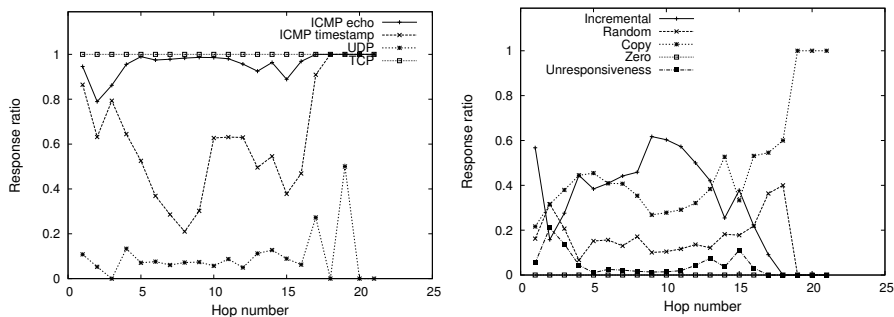 ICMP echo
ICMP timestamp
UDP
TCP
1
0.8
0.6
0.4
0.2
0
0
5
10
15
20
25
Response ratio
Hop number
Incremental
Random
Copy
Zero
Unresponsiveness
1
0.8
0.6
0.4
0.2
0
0
5
10
15
20
25
Response ratio
Hop number